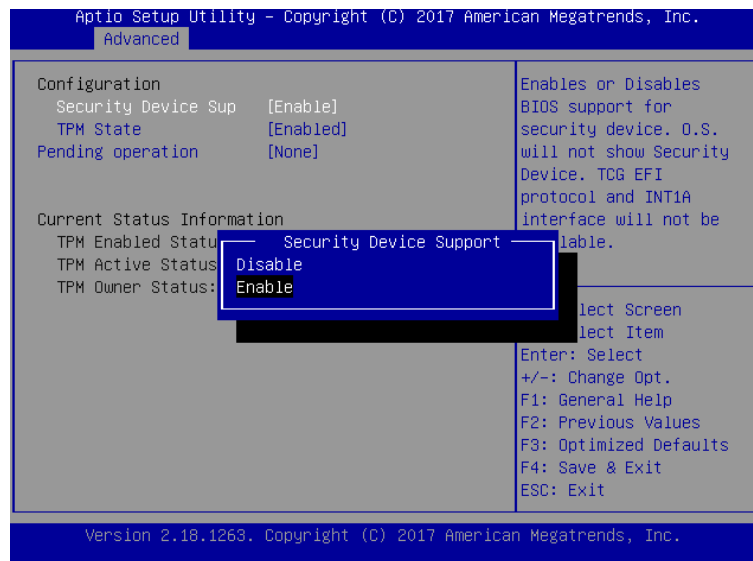 Aptio Setup Utility – Copyright (C) 2017 American Megatrends, Inc.
Advanced
Configuration
Security Device Sup [Enable]
TPM State [Enabled]
Pending operation [None]
Current Status Information
TPM Enabled Statu
TPM Active Status
TPM Owner Status:
Security Device Support
Disable
Enable
Enables or Disables
BIOS support for
security device. O.S.
will not show Security
Device. TCG EFI
protocol and INT1A
interface will not be
lable.
lect Screen
lect Item
Enter: Select
+/-: Change Opt.
F1: General Help
F2: Previous Values
F3: Optimized Defaults
F4: Save & Exit
ESC: Exit
Version 2.18.1263. Copyright (C) 2017 American Megatrends, Inc.